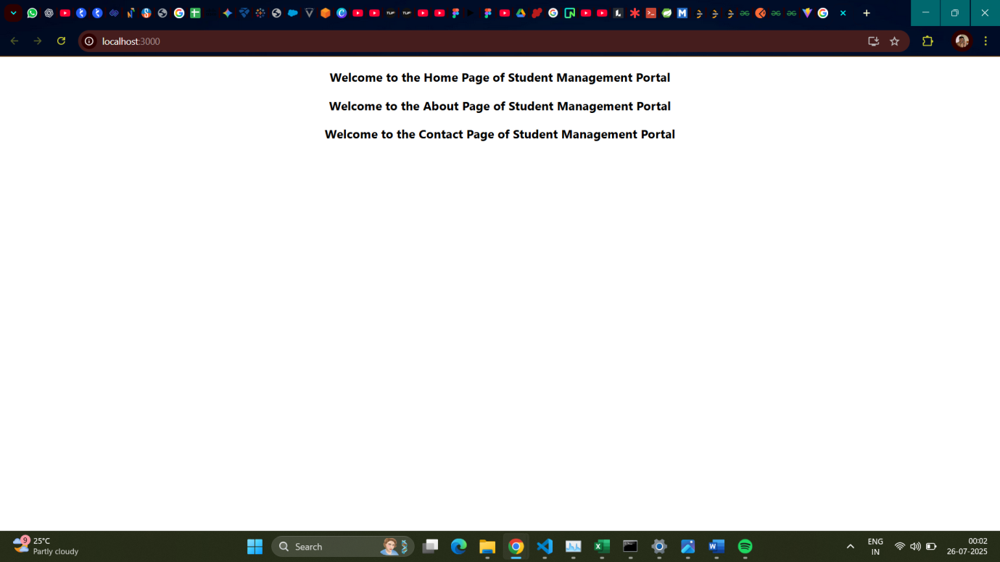 localhost:3000
Welcome to the Home Page of Student Management Portal
Welcome to the About Page of Student Management Portal
Welcome to the Contact Page of Student Management Portal
9
25°C
Partly cloudy
Search
ENG
IN
00:02
26-07-2025